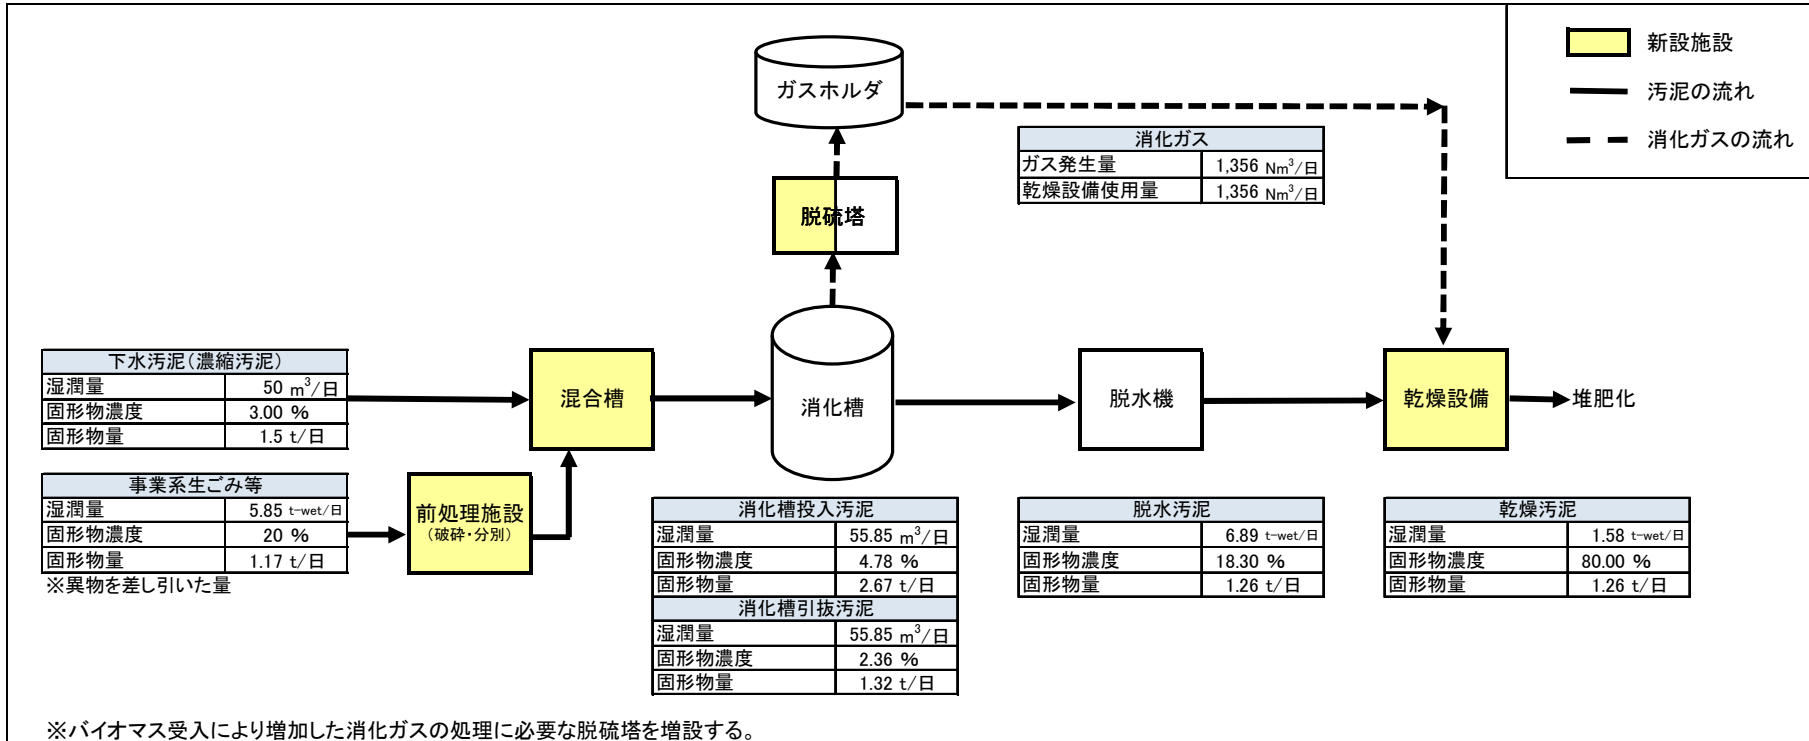 新設施設
汚泥の流れ
消化ガスの流れ
ガスホルダ
消化ガス
ガス発生量 1,356 Nm³/日
乾燥設備使用量 1,356 Nm³/日
脱硫塔
下水汚泥(濃縮汚泥)
湿潤量 50 m³/日
固形物濃度 3.00 %
固形物量 1.5 t/日
混合槽
消化槽
脱水機
乾燥設備
堆肥化
事業系生ごみ等
湿潤量 5.85 t-wet/日
固形物濃度 20 %
固形物量 1.17 t/日
※異物を差し引いた量
前処理施設
(破砕・分別)
消化槽投入汚泥
湿潤量 55.85 m³/日
固形物濃度 4.78 %
固形物量 2.67 t/日
消化槽引抜汚泥
湿潤量 55.85 m³/日
固形物濃度 2.36 %
固形物量 1.32 t/日
脱水汚泥
湿潤量 6.89 t-wet/日
固形物濃度 18.30 %
固形物量 1.26 t/日
乾燥汚泥
湿潤量 1.58 t-wet/日
固形物濃度 80.00 %
固形物量 1.26 t/日
※バイオマス受入により増加した消化ガスの処理に必要な脱硫塔を増設する。